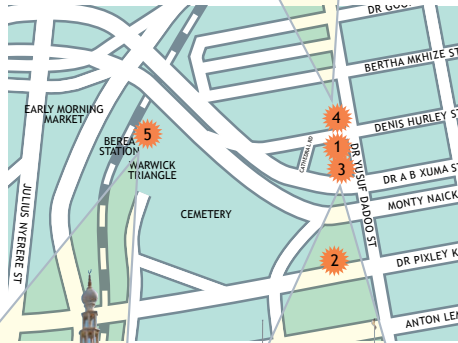 DR GOO
BERTHA MKHIZE ST
4
DENIS HURLEY ST
EARLY MORNING
MARKET
5
BEREA
STATION
CATHEDRAL RD
1
3
WARWICK
TRIANGLE
DR YUSUF DADOO ST
DR A B XUMA ST
MONTY NAICK
JULIUS NYERERE ST
CEMETERY
2
DR PIXLEY K
ANTON LEM